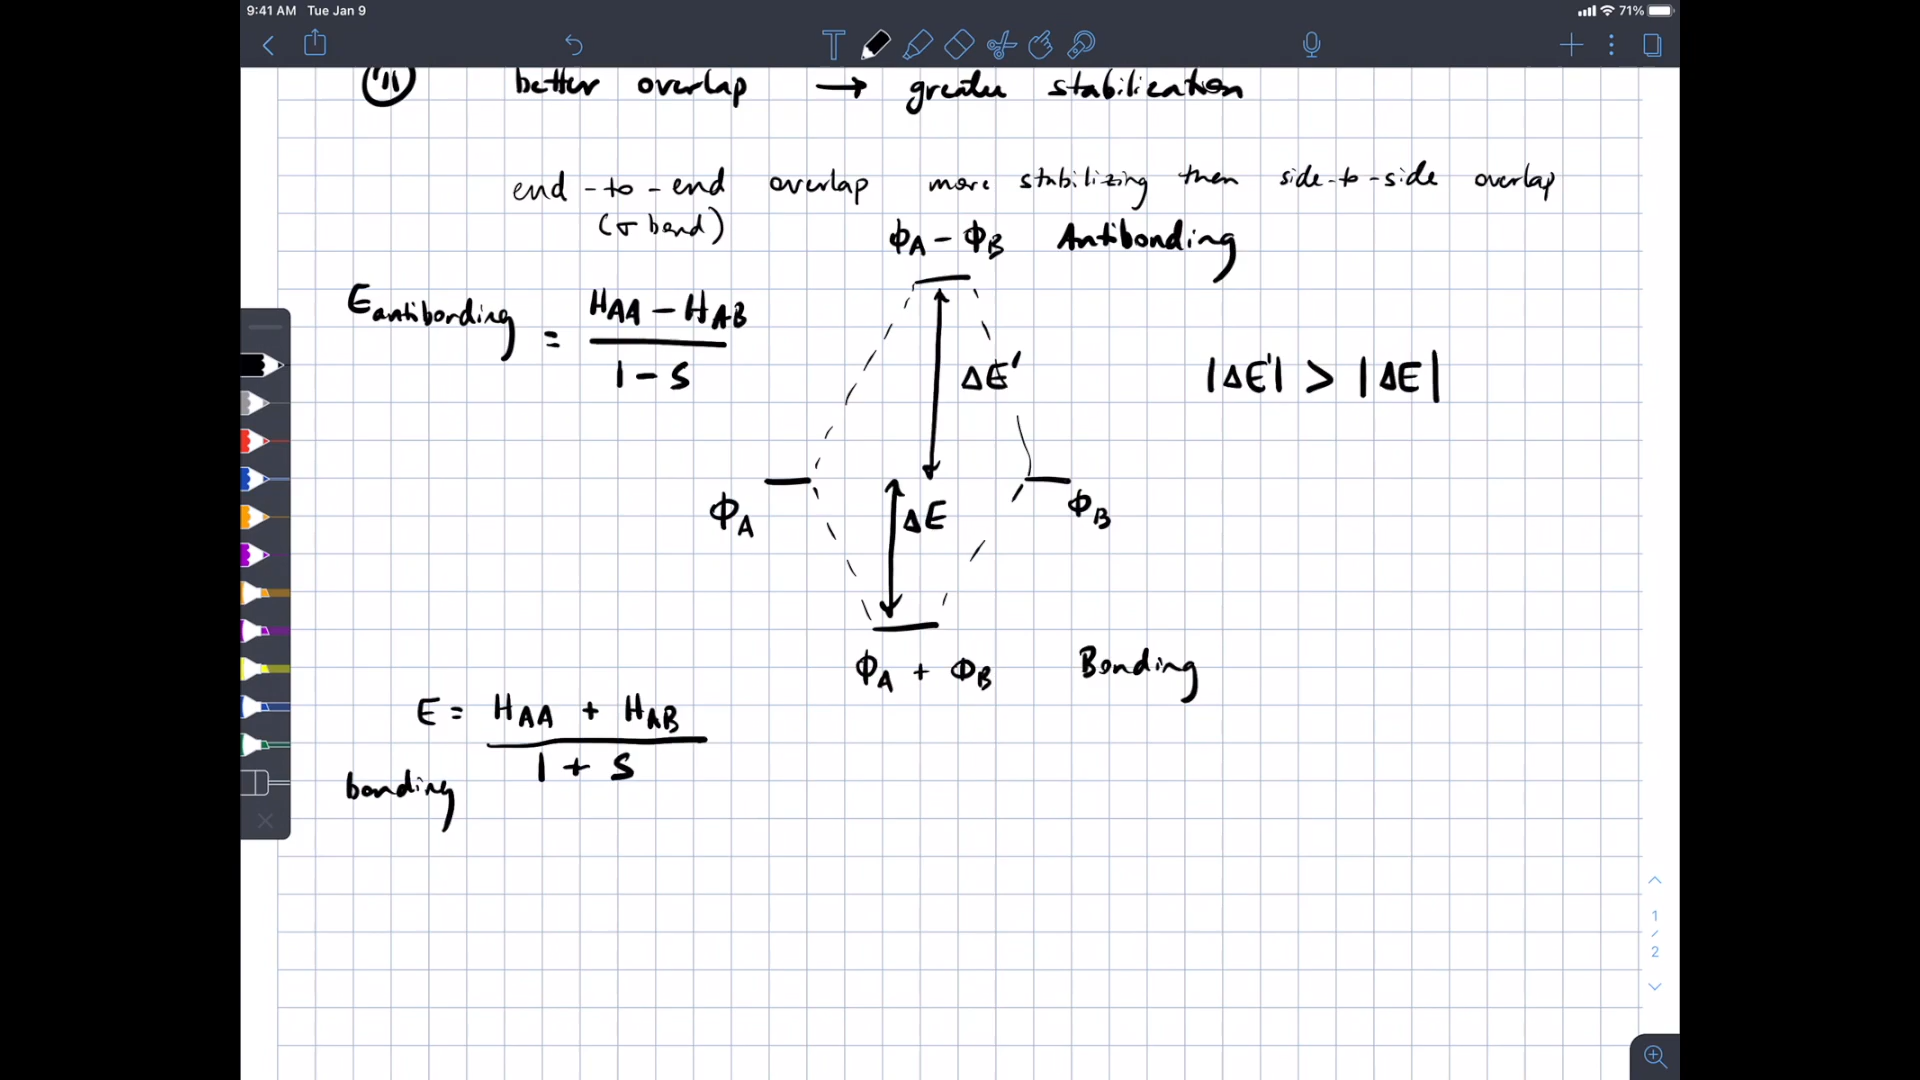 9:41 AM Tue Jan 9
71%
(ii) better overlap → greater stabilization
end-to-end overlap more stabilizing then side-to-side overlap
(σ bond)
ϕA − ϕB Antibonding
Eantibonding = HAA − HAB
1 − S
ΔE'
|ΔE'| > |ΔE|
ϕA
ΔE
ϕB
ϕA + ϕB Bonding
E = HAA + HAB
1 + S
bonding
1
/
2